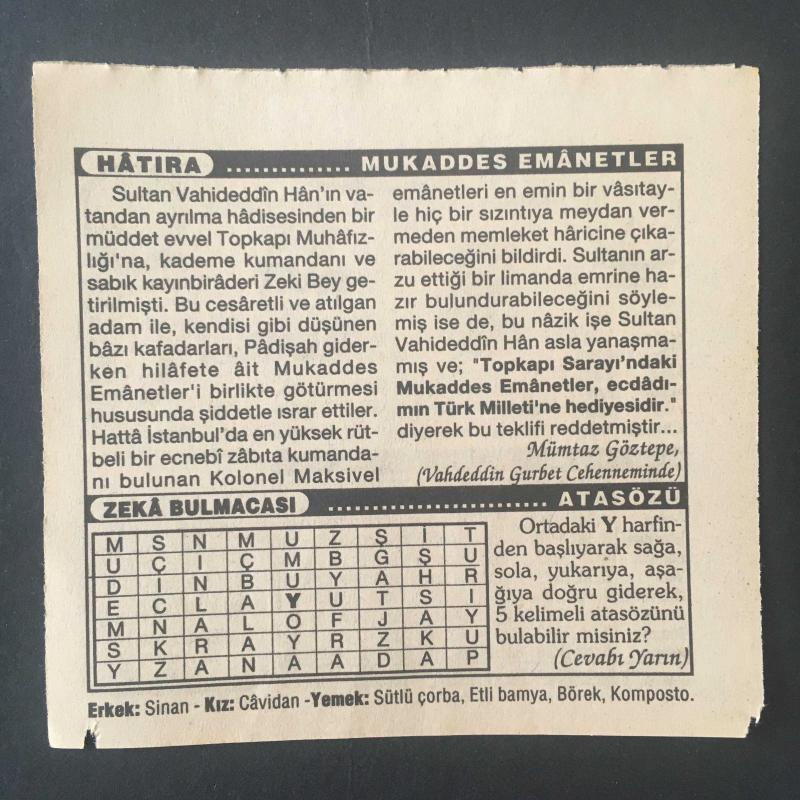 HÂTIRA .............. MUKADDES EMÂNETLER
Sultan Vahideddîn Hân'ın va-
tandan ayrılma hâdisesinden bir
müddet evvel Topkapı Muhâfız-
lığı'na, kademe kumandanı ve
sabık kayınbirâderi Zeki Bey ge-
tirilmişti. Bu cesâretli ve atılgan
adam ile, kendisi gibi düşünen
bâzı kafadarları, Pâdişah gider-
ken hilâfete âit Mukaddes
Emânetler'i birlikte götürmesi
hususunda şiddetle ısrar ettiler.
Hattâ İstanbul'da en yüksek rüt-
beli bir ecnebî zâbıta kumanda-
nı bulunan Kolonel Maksivel
emânetleri en emin bir vâsıtay-
le hiç bir sızıntıya meydan ver-
meden memleket hâricine çıka-
rabileceğini bildirdi. Sultanın ar-
zu ettiği bir limanda emrine ha-
zır bulundurabileceğini söyle-
miş ise de, bu nâzik işe Sultan
Vahideddîn Hân asla yanaşma-
mış ve; "Topkapı Sarayı'ndaki
Mukaddes Emânetler, ecdâdı-
mın Türk Milleti'ne hediyesidir."
diyerek bu teklifi reddetmiştir...
Mümtaz Göztepe,
(Vahdeddin Gurbet Cehenneminde)
ZEKÂ BULMACASI ........................ ATASÖZÜ
M S N M U Z Ş İ T
U Ç I Ç M B G Ş U
D İ N B U Y A H R
E C L A Y U T S I
M N A L O F J A Y
S K R A Y R Z K U
Y Z A N A A D A P
Ortadaki Y harfin-
den başlıyarak sağa,
sola, yukarıya, aşa-
ğıya doğru giderek,
5 kelimeli atasözünü
bulabilir misiniz?
(Cevabı Yarın)
Erkek: Sinan - Kız: Câvidan -Yemek: Sütlü çorba, Etli bamya, Börek, Komposto.